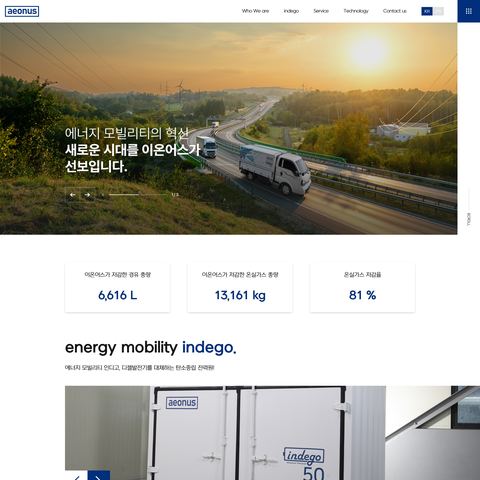 aeonus
Who We are
indego
Service
Technology
Contact us
KR
에너지 모빌리티의 혁신
새로운 시대를 이온어스가
선보입니다.
1/3
SCROLL
이온어스가 저감한 경유 총량
6,616 L
이온어스가 저감한 온실가스 총량
13,161 kg
온실가스 저감율
81 %
energy mobility indego.
에너지 모빌리티 인디고, 디젤발전기를 대체하는 탄소중립 전력원!
aeonus
indego
50